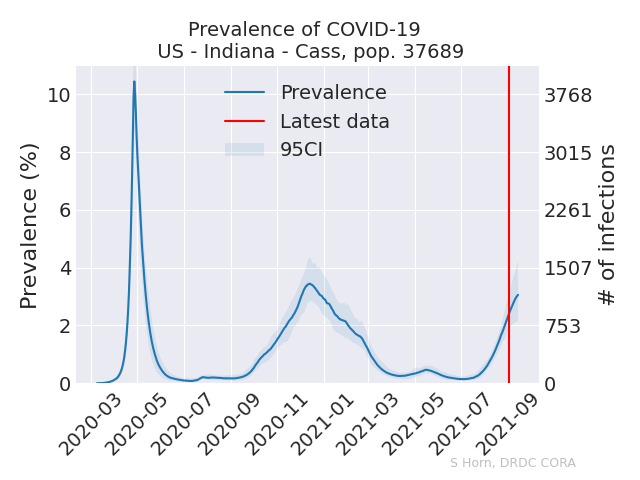 Prevalence of COVID-19
US - Indiana - Cass, pop. 37689
Prevalence
Latest data
95CI
Prevalence (%)
10
8
6
4
2
0
3768
3015
2261
1507
753
0
# of infections
2020-03
2020-05
2020-07
2020-09
2020-11
2021-01
2021-03
2021-05
2021-07
2021-09
S Horn, DRDC CORA